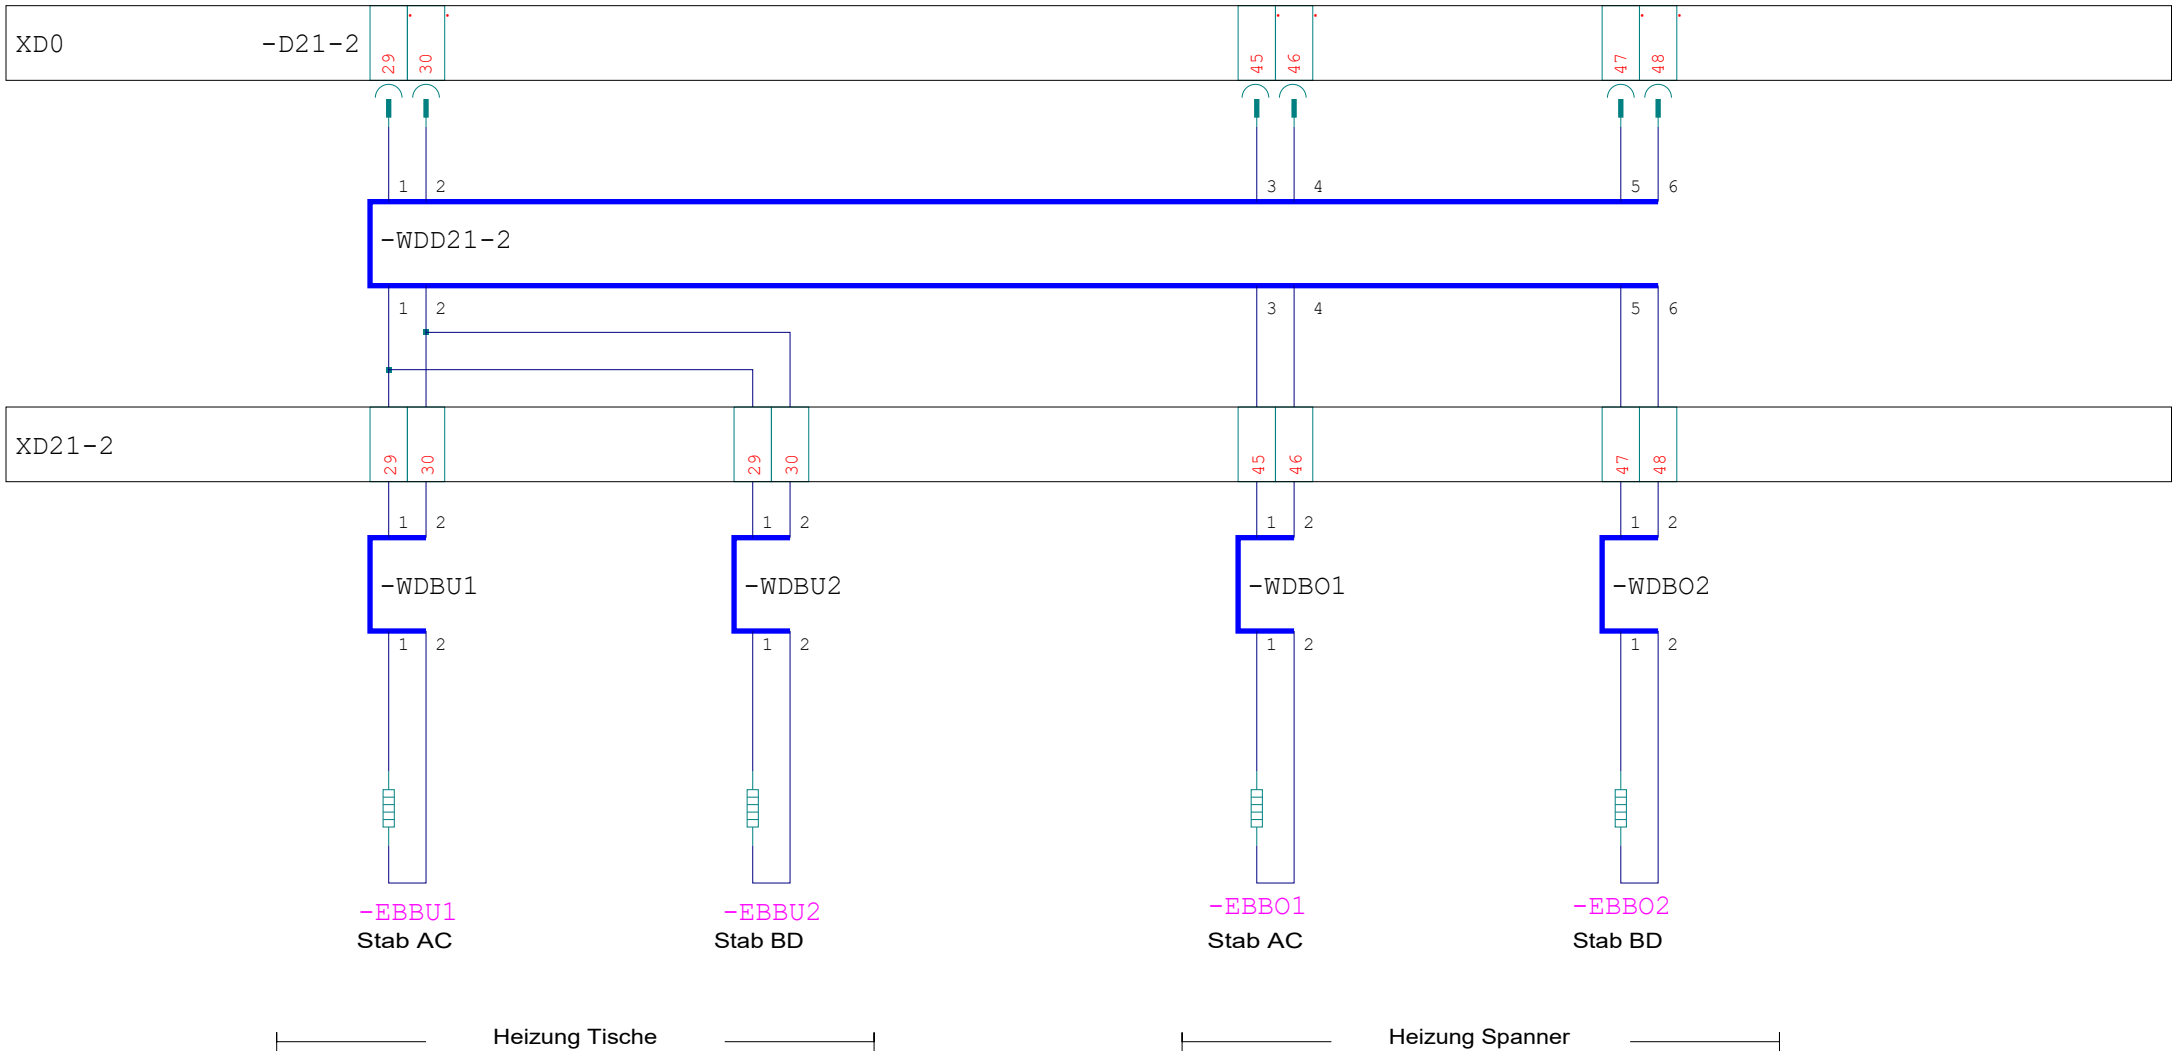 XD0 -D21-2 29 30 45 46 47 48
1 2 3 4 5 6
-WDD21-2
1 2 3 4 5 6
XD21-2 29 30 29 30 45 46 47 48
1 2 1 2 1 2 1 2
-WDBU1 -WDBU2 -WDBO1 -WDBO2
1 2 1 2 1 2 1 2
-EBBU1 -EBBU2 -EBBO1 -EBBO2
Stab AC Stab BD Stab AC Stab BD
Heizung Tische Heizung Spanner